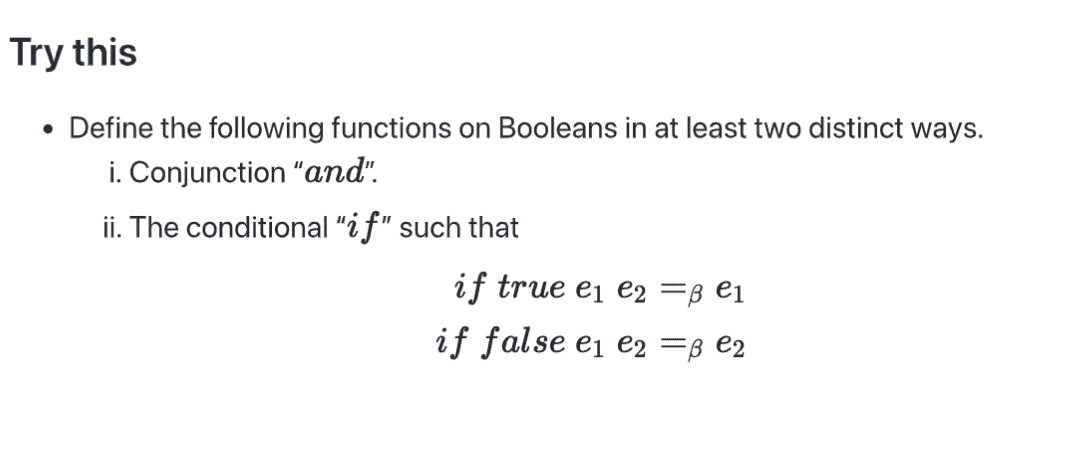 Try this
• Define the following functions on Booleans in at least two distinct ways.
i. Conjunction “and”.
ii. The conditional “if” such that
if true e₁ e₂ =ᵦ e₁
if false e₁ e₂ =ᵦ e₂